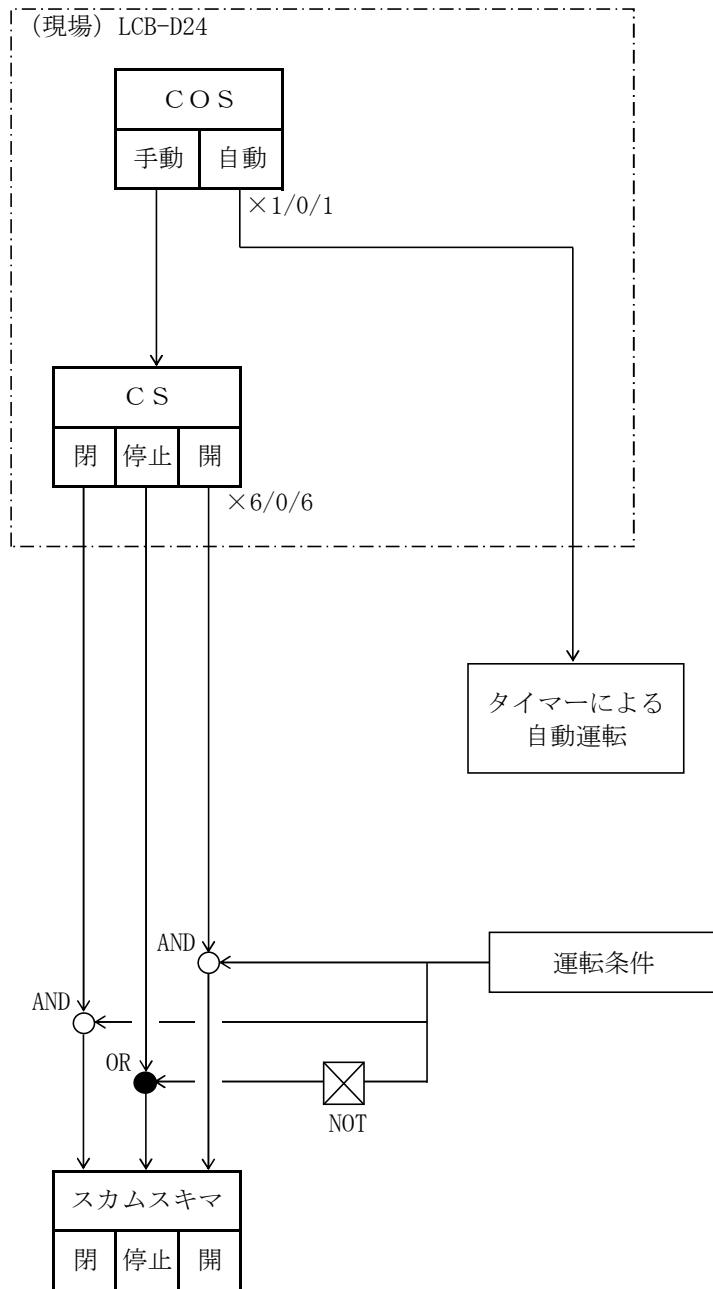 (現場) LCB-D24
COS
手動 自動
×1/0/1
CS
閉 停止 開
×6/0/6
タイマーによる
自動運転
AND
運転条件
AND
OR
NOT
スカムスキマ
閉 停止 開